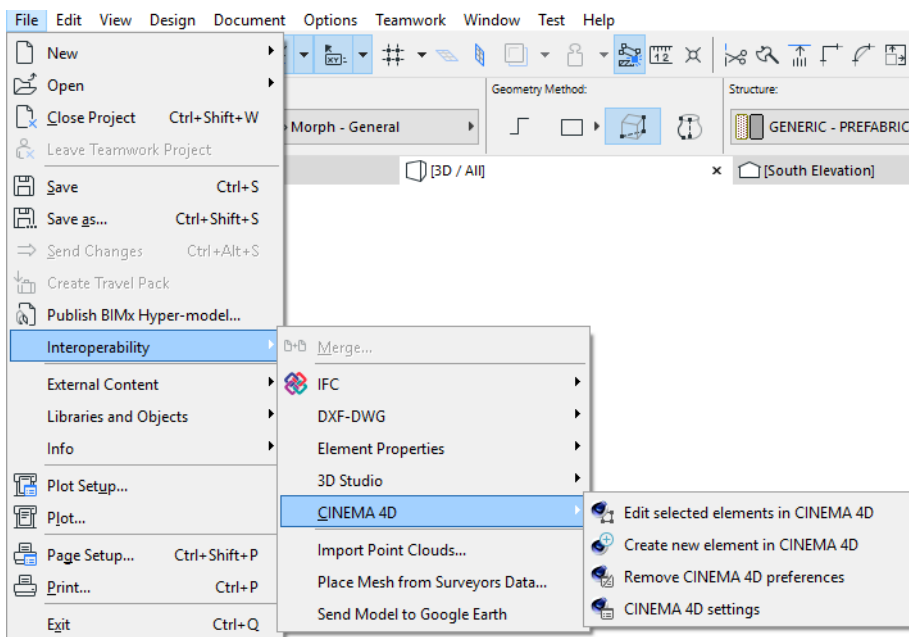 File Edit View Design Document Options Teamwork Window Test Help
New
Open
Close Project Ctrl+Shift+W
Leave Teamwork Project
Save Ctrl+S
Save as... Ctrl+Shift+S
Send Changes Ctrl+Alt+S
Create Travel Pack
Publish BIMx Hyper-model...
Interoperability
External Content
Libraries and Objects
Info
Plot Setup...
Plot...
Page Setup... Ctrl+Shift+P
Print... Ctrl+P
Exit Ctrl+Q
XY:
12
Geometry Method:
Structure:
Morph - General
GENERIC - PREFABRIC
[3D / All]
[South Elevation]
Merge...
IFC
DXF-DWG
Element Properties
3D Studio
CINEMA 4D
Import Point Clouds...
Place Mesh from Surveyors Data...
Send Model to Google Earth
Edit selected elements in CINEMA 4D
Create new element in CINEMA 4D
Remove CINEMA 4D preferences
CINEMA 4D settings